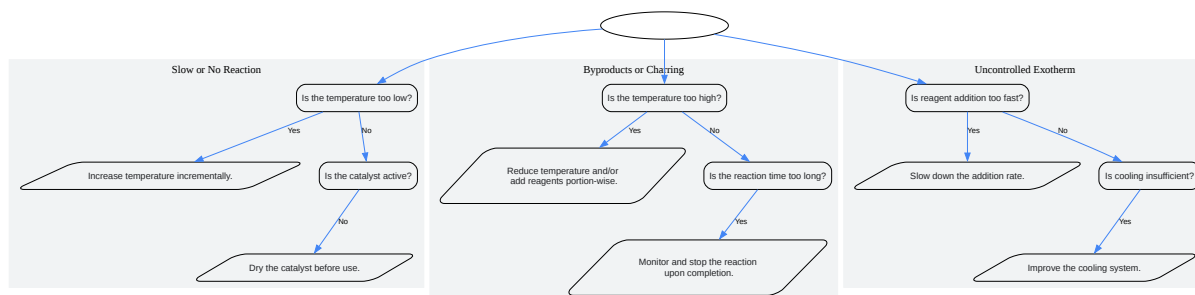 Slow or No Reaction
Byproducts or Charring
Uncontrolled Exotherm
Is the temperature too low?
Is the temperature too high?
Is reagent addition too fast?
Yes
No
Yes
No
Yes
No
Increase temperature incrementally.
Is the catalyst active?
Reduce temperature and/or
add reagents portion-wise.
Is the reaction time too long?
Slow down the addition rate.
Is cooling insufficient?
No
Yes
Yes
Dry the catalyst before use.
Monitor and stop the reaction
upon completion.
Improve the cooling system.